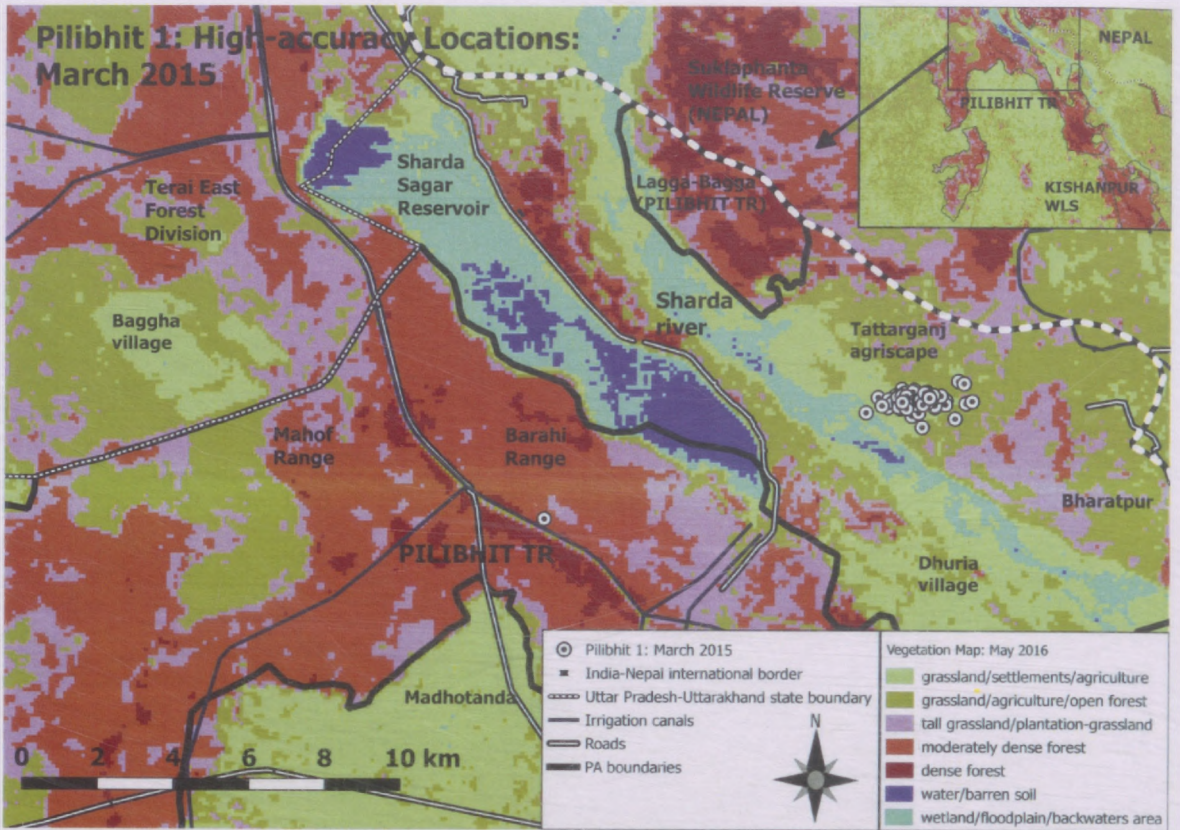 Pilibhit 1: High-accuracy Locations:
March 2015
Suklaphanta
Wildlife Reserve
(NEPAL)
NEPAL
PILIBHIT TR
KISHANPUR
WLS
Sharda
Sagar
Reservoir
Terai East
Forest
Division
Lagga-Bagga
(PILIBHIT TR)
Sharda
river
Baggha
village
Tattarganj
agriscape
Mahof
Range
Barahi
Range
Bharatpur
PILIBHIT TR
Dhuria
village
Madhotanda
0 2 4 6 8 10 km
Pilibhit 1: March 2015
India-Nepal international border
Uttar Pradesh-Uttarakhand state boundary
Irrigation canals
Roads
PA boundaries
N
Vegetation Map: May 2016
grassland/settlements/agriculture
grassland/agriculture/open forest
tall grassland/plantation-grassland
moderately dense forest
dense forest
water/barren soil
wetland/floodplain/backwaters area